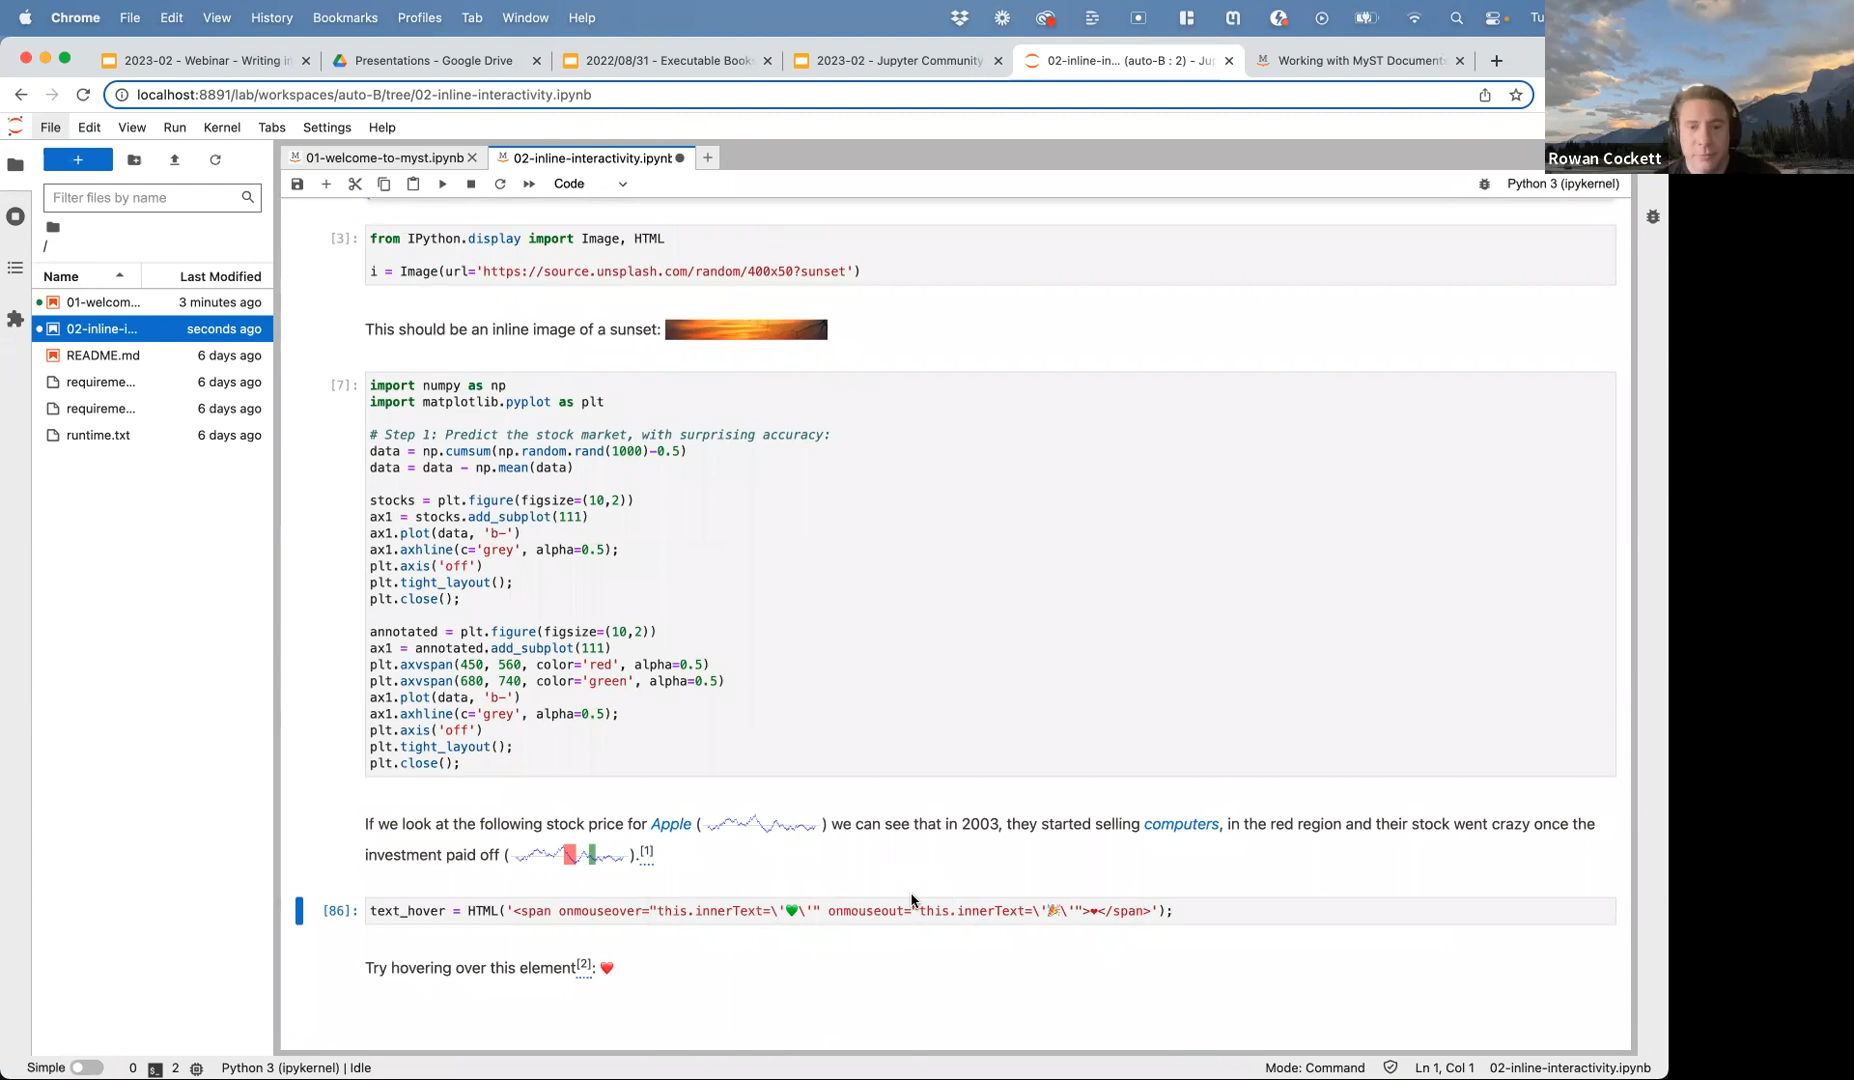 Chrome File Edit View History Bookmarks Profiles Tab Window Help Tu
2023-02 - Webinar - Writing in
Presentations - Google Drive
2022/08/31 - Executable Book
2023-02 - Jupyter Community
02-inline-in... (auto-B : 2) - Ju
Working with MyST Document
localhost:8891/lab/workspaces/auto-B/tree/02-inline-interactivity.ipynb
Rowan Cockett
File Edit View Run Kernel Tabs Settings Help
01-welcome-to-myst.ipynb
02-inline-interactivity.ipynb
Code
Python 3 (ipykernel)
Filter files by name
/
Name Last Modified
01-welcom... 3 minutes ago
02-inline-i... seconds ago
README.md 6 days ago
requireme... 6 days ago
requireme... 6 days ago
runtime.txt 6 days ago
[3]: from IPython.display import Image, HTML
i = Image(url='https://source.unsplash.com/random/400x50?sunset')
This should be an inline image of a sunset:
[7]: import numpy as np
import matplotlib.pyplot as plt
# Step 1: Predict the stock market, with surprising accuracy:
data = np.cumsum(np.random.rand(1000)-0.5)
data = data - np.mean(data)
stocks = plt.figure(figsize=(10,2))
ax1 = stocks.add_subplot(111)
ax1.plot(data, 'b-')
ax1.axhline(c='grey', alpha=0.5);
plt.axis('off')
plt.tight_layout();
plt.close();
annotated = plt.figure(figsize=(10,2))
ax1 = annotated.add_subplot(111)
plt.axvspan(450, 560, color='red', alpha=0.5)
plt.axvspan(680, 740, color='green', alpha=0.5)
ax1.plot(data, 'b-')
ax1.axhline(c='grey', alpha=0.5);
plt.axis('off')
plt.tight_layout();
plt.close();
If we look at the following stock price for Apple ( ) we can see that in 2003, they started selling computers, in the red region and their stock went crazy once the
investment paid off ( ).[1]
[86]: text_hover = HTML('<span onmouseover="this.innerText=\'💚\'" onmouseout="this.innerText=\'🎉\'">❤</span>');
Try hovering over this element[2]: ❤️
Simple 0 2 Python 3 (ipykernel) | Idle
Mode: Command Ln 1, Col 1 02-inline-interactivity.ipynb